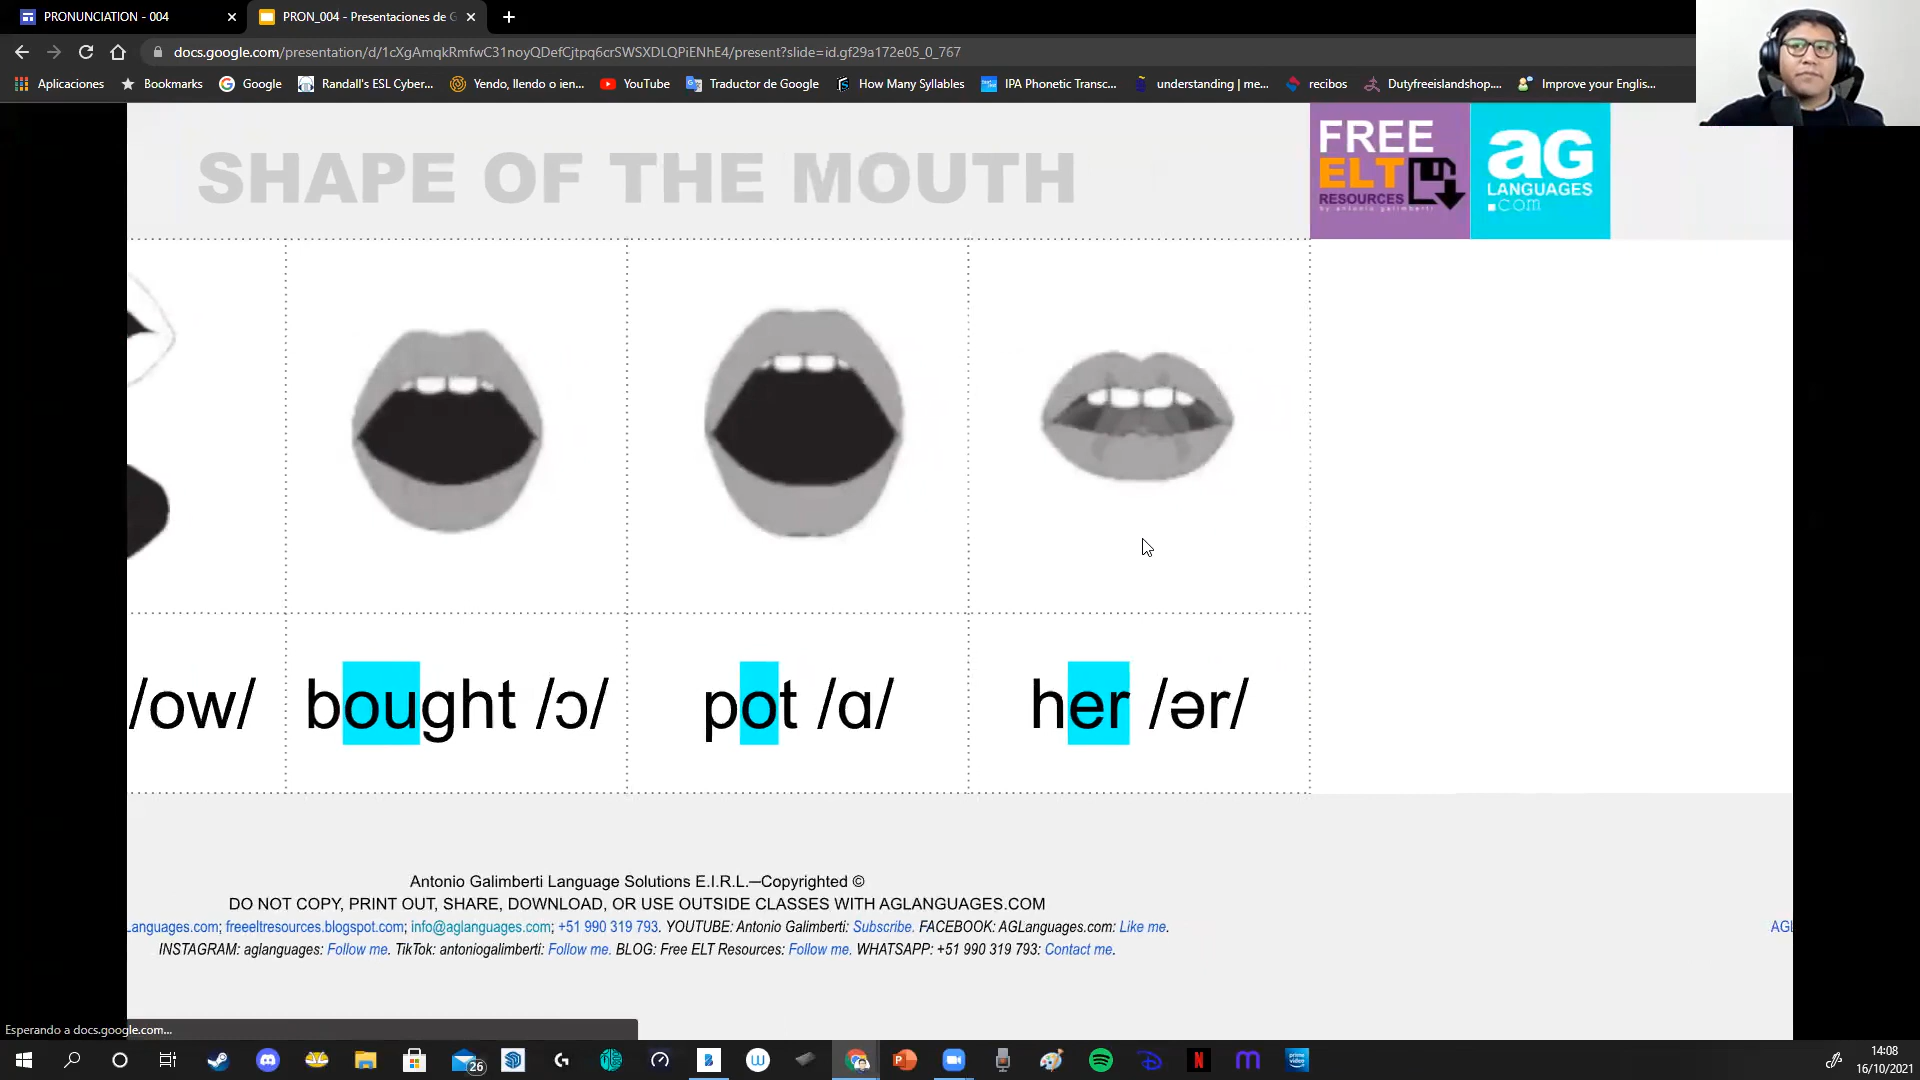 PRONUNCIATION - 004
PRON_004 - Presentaciones de G
docs.google.com/presentation/d/1cXgAmqkRmfwC31noyQDefCjtpq6crSWSXDLQPiENhE4/present?slide=id.gf29a172e05_0_767
Aplicaciones Bookmarks Google Randall's ESL Cyber... Yendo, llendo o ien... YouTube Traductor de Google How Many Syllables IPA Phonetic Transc... understanding | me... recibos Dutyfreeislandshop.... Improve your Englis...
SHAPE OF THE MOUTH
FREE
ELT
RESOURCES
by antonio galimberti
aG
LANGUAGES
.com
/ow/ bought /ɔ/ pot /ɑ/ her /ər/
Antonio Galimberti Language Solutions E.I.R.L.—Copyrighted ©
DO NOT COPY, PRINT OUT, SHARE, DOWNLOAD, OR USE OUTSIDE CLASSES WITH AGLANGUAGES.COM
anguages.com; freeeltresources.blogspot.com; info@aglanguages.com; +51 990 319 793. YOUTUBE: Antonio Galimberti: Subscribe. FACEBOOK: AGLanguages.com: Like me.
AGL
INSTAGRAM: aglanguages: Follow me. TikTok: antoniogalimberti: Follow me. BLOG: Free ELT Resources: Follow me. WHATSAPP: +51 990 319 793: Contact me.
Esperando a docs.google.com...
26
14:08
16/10/2021